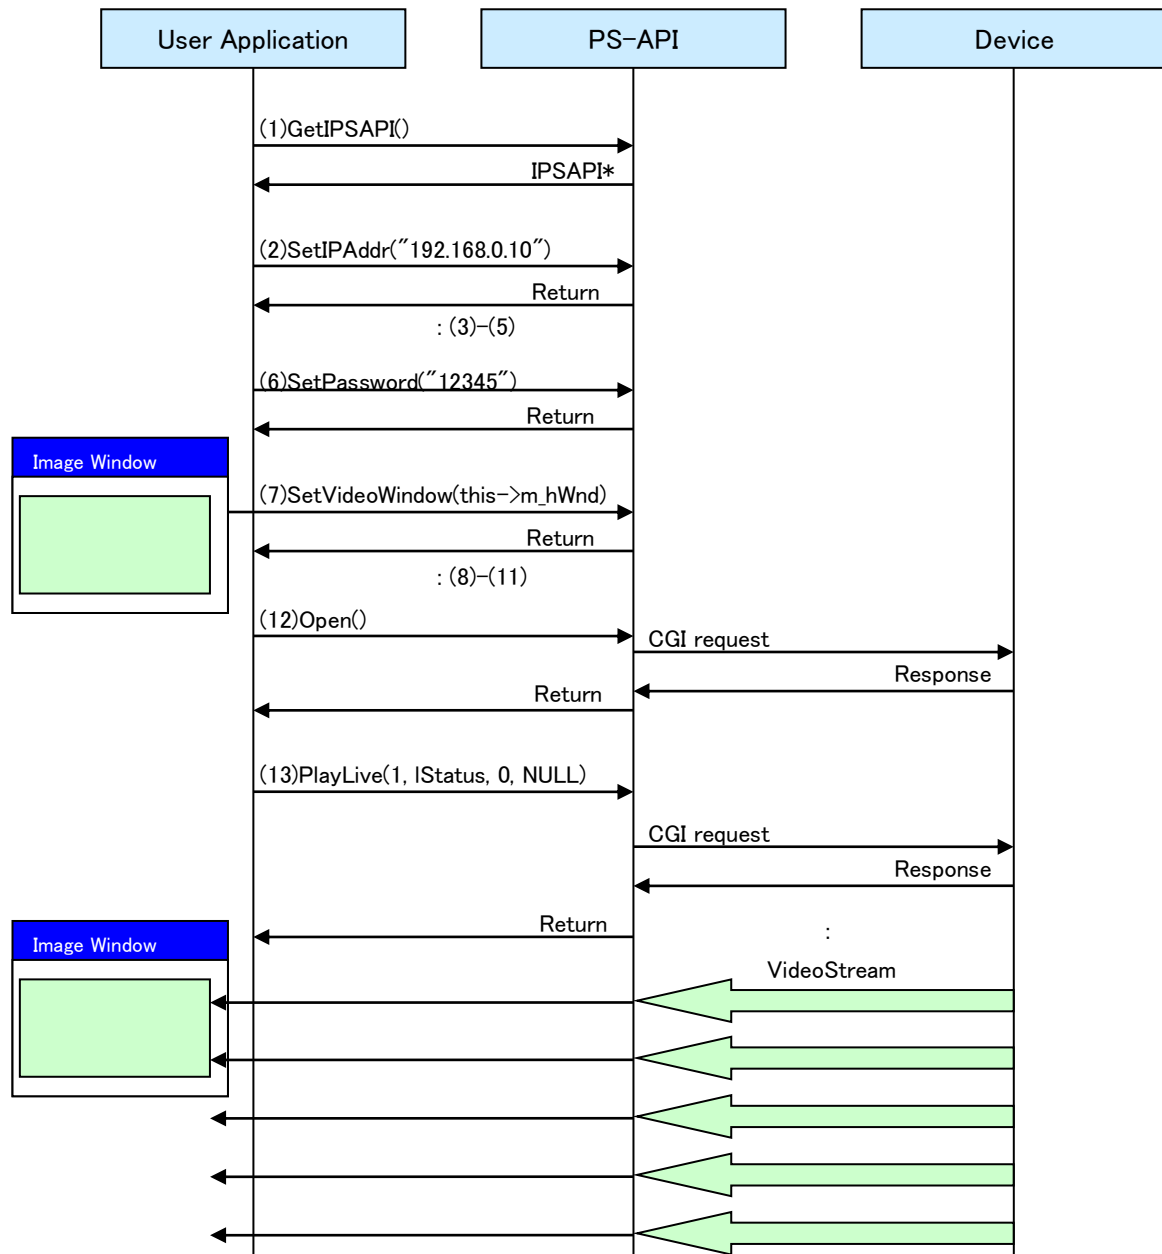 User Application
PS-API
Device
(1)GetIPSAPI()
IPSAPI*
(2)SetIPAddr("192.168.0.10")
Return
: (3)-(5)
(6)SetPassword("12345")
Return
Image Window
(7)SetVideoWindow(this->m_hWnd)
Return
: (8)-(11)
(12)Open()
CGI request
Response
Return
(13)PlayLive(1, lStatus, 0, NULL)
CGI request
Response
Return
:
Image Window
VideoStream